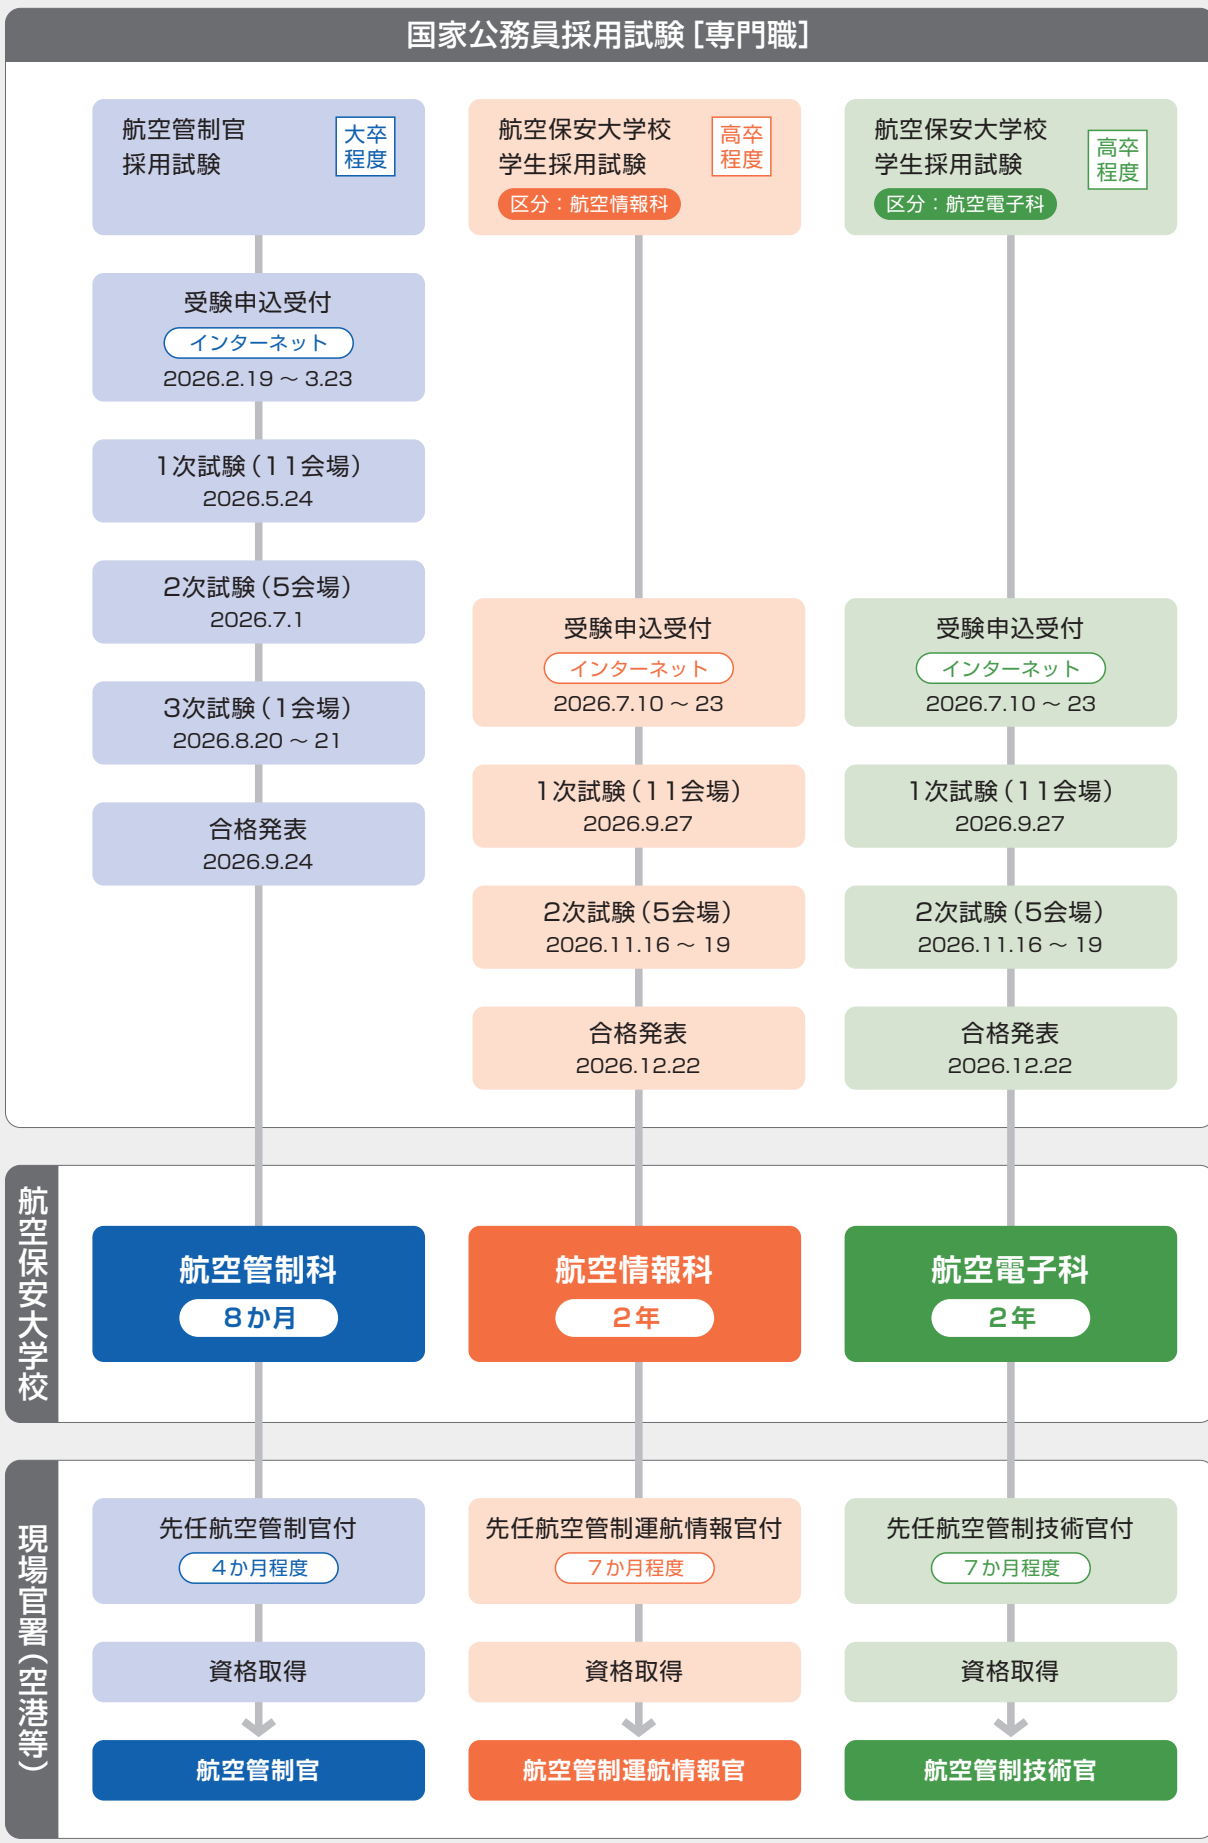 国家公務員採用試験［専門職］
航空管制官
採用試験
大卒
程度
受験申込受付
インターネット
2026.2.19 ～ 3.23
1次試験（11会場）
2026.5.24
2次試験（5会場）
2026.7.1
3次試験（1会場）
2026.8.20 ～ 21
合格発表
2026.9.24
航空保安大学校
学生採用試験
高卒
程度
区分：航空情報科
受験申込受付
インターネット
2026.7.10 ～ 23
1次試験（11会場）
2026.9.27
2次試験（5会場）
2026.11.16 ～ 19
合格発表
2026.12.22
航空保安大学校
学生採用試験
高卒
程度
区分：航空電子科
受験申込受付
インターネット
2026.7.10 ～ 23
1次試験（11会場）
2026.9.27
2次試験（5会場）
2026.11.16 ～ 19
合格発表
2026.12.22
航空保安大学校
航空管制科
8か月
航空情報科
2年
航空電子科
2年
現場官署（空港等）
先任航空管制官付
4か月程度
資格取得
航空管制官
先任航空管制運航情報官付
7か月程度
資格取得
航空管制運航情報官
先任航空管制技術官付
7か月程度
資格取得
航空管制技術官